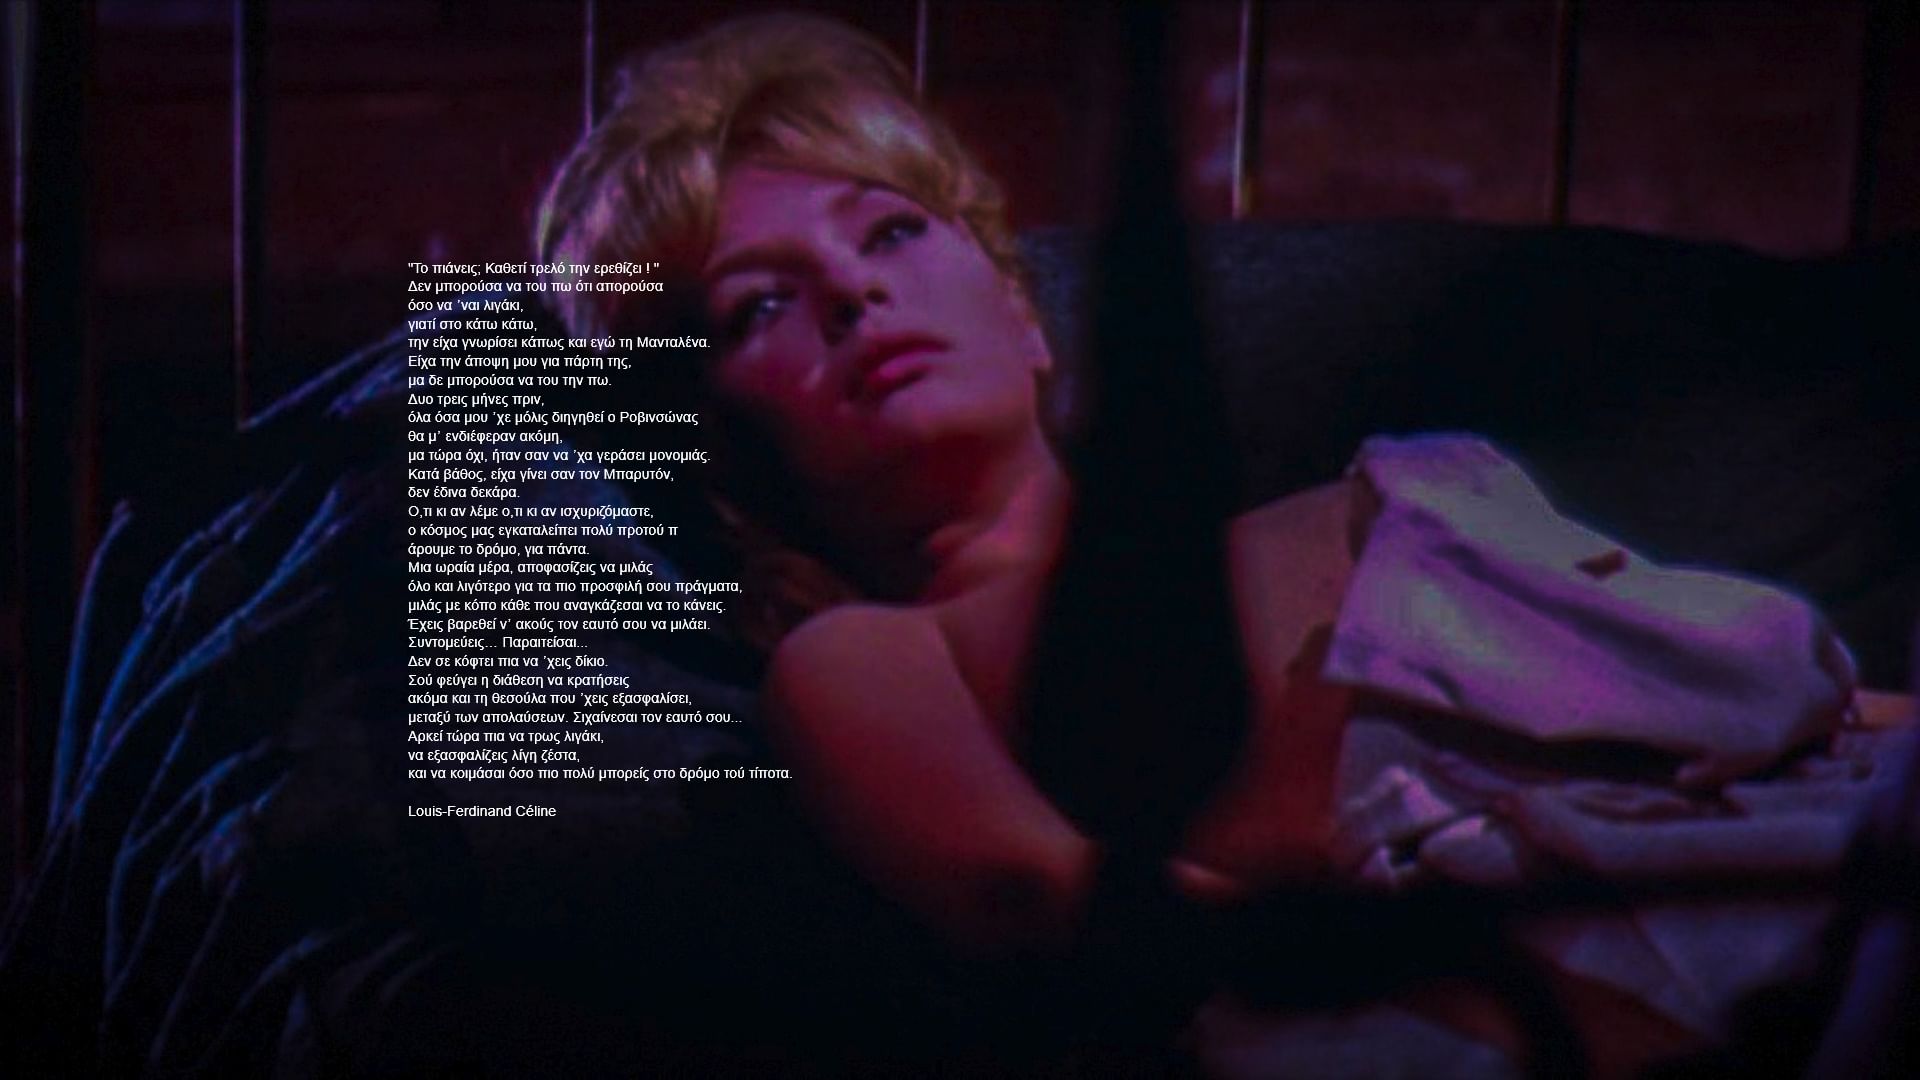 "Το πιάνεις; Καθετί τρελό την ερεθίζει ! "
Δεν μπορούσα να του πω ότι απορούσα
όσο να ’ναι λιγάκι,
γιατί στο κάτω κάτω,
την είχα γνωρίσει κάπως και εγώ τη Μανταλένα.
Είχα την άποψη μου για πάρτη της,
μα δε μπορούσα να του την πω.
Δυο τρεις μήνες πριν,
όλα όσα μου ’χε μόλις διηγηθεί ο Ροβινσώνας
θα μ’ ενδιέφεραν ακόμη,
μα τώρα όχι, ήταν σαν να ’χα γεράσει μονομιάς.
Κατά βάθος, είχα γίνει σαν τον Μπαρυτόν,
δεν έδινα δεκάρα.
Ο,τι κι αν λέμε ο,τι κι αν ισχυριζόμαστε,
ο κόσμος μας εγκαταλείπει πολύ προτού π
άρουμε το δρόμο, για πάντα.
Μια ωραία μέρα, αποφασίζεις να μιλάς
όλο και λιγότερο για τα πιο προσφιλή σου πράγματα,
μιλάς με κόπο κάθε που αναγκάζεσαι να το κάνεις.
Έχεις βαρεθεί ν’ ακούς τον εαυτό σου να μιλάει.
Συντομεύεις... Παραιτείσαι...
Δεν σε κόφτει πια να ’χεις δίκιο.
Σού φεύγει η διάθεση να κρατήσεις
ακόμα και τη θεσούλα που ’χεις εξασφαλίσει,
μεταξύ των απολαύσεων. Σιχαίνεσαι τον εαυτό σου...
Αρκεί τώρα πια να τρως λιγάκι,
να εξασφαλίζεις λίγη ζέστα,
και να κοιμάσαι όσο πιο πολύ μπορείς στο δρόμο τού τίποτα.
Louis-Ferdinand Céline